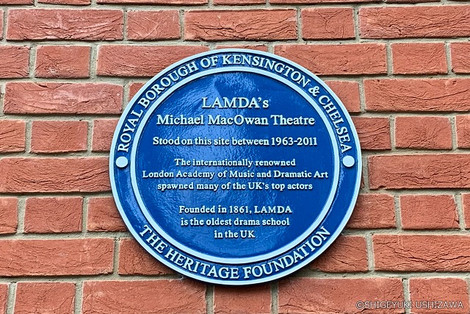 ROYAL BOROUGH OF KENSINGTON & CHELSEA
LAMDA's
Michael MacOwan Theatre
Stood on this site between 1963-2011
The internationally renowned
London Academy of Music and Dramatic Art
spawned many of the UK's top actors
Founded in 1861, LAMDA
is the oldest drama school
in the UK
THE HERITAGE FOUNDATION
©SHIGEYUKI USHIZAWA